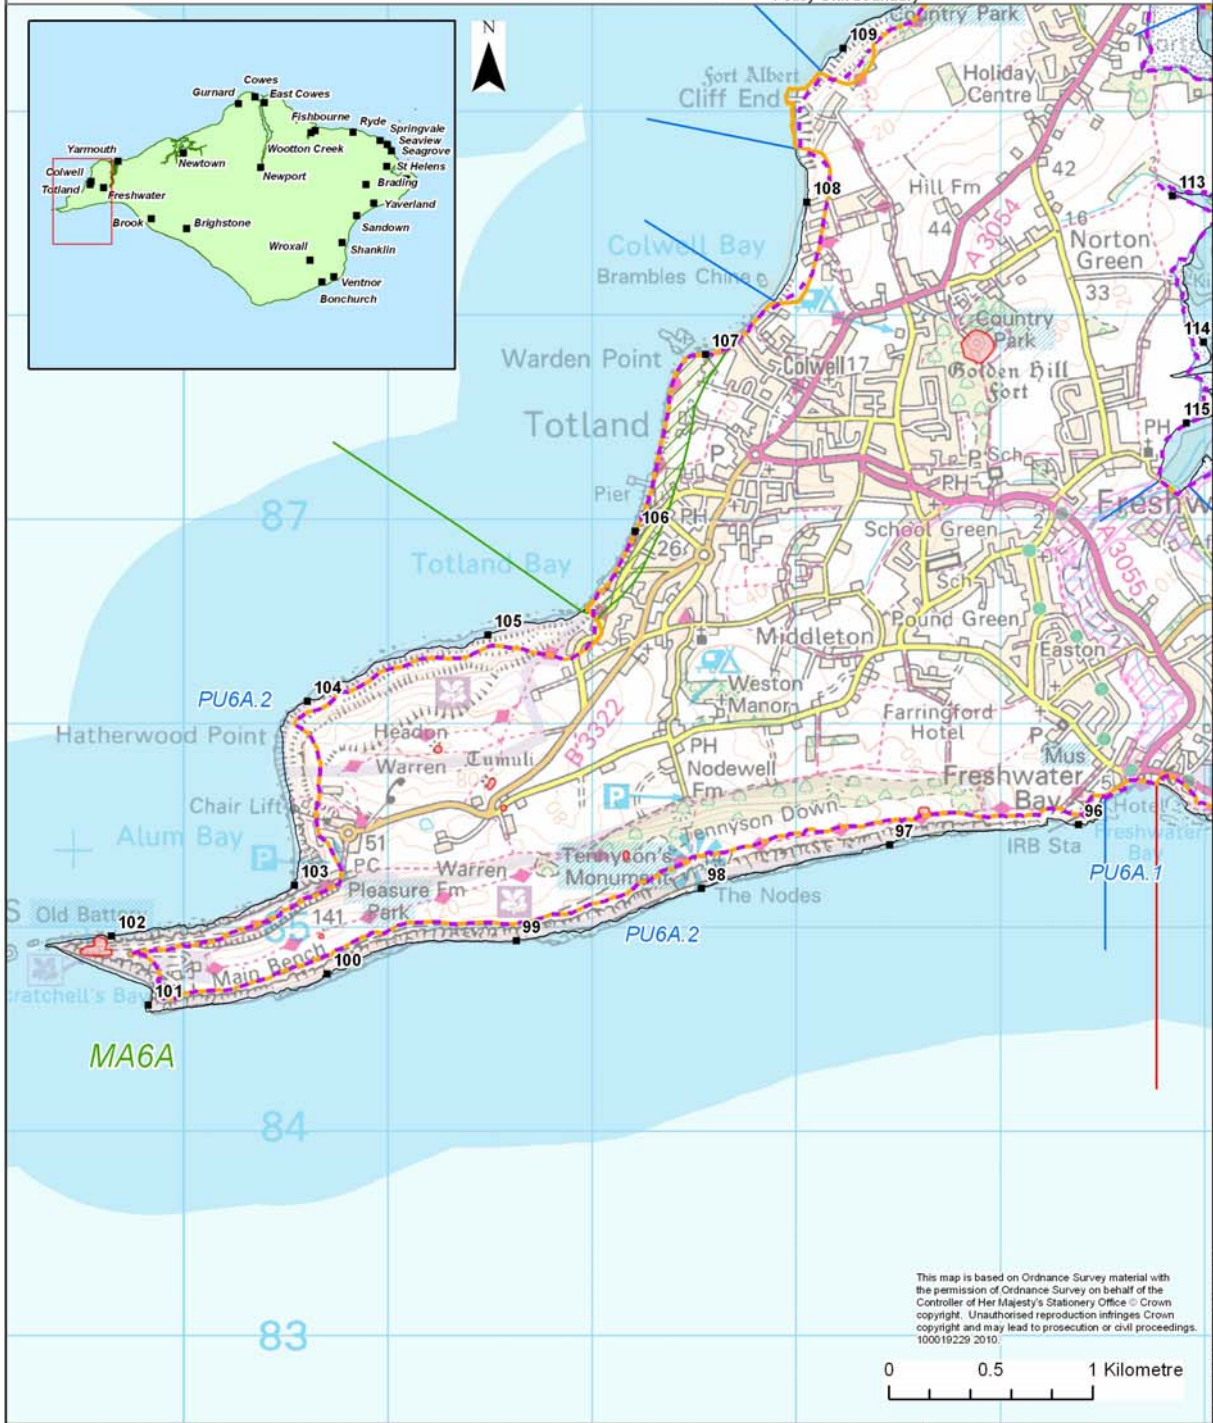 Country Park
109
N
Fort Albert
Cliff End
Holiday
Centre
20
42
Cowes
Gurnard
East Cowes
Fishbourne
Ryde
Springvale
Seaview
Seagrove
Wootton Creek
Yarmouth
Newtown
St Helens
Colwell
Newport
Brading
Totland
Freshwater
Yaverland
Brook
Brighstone
Sandown
Wroxall
Shanklin
Ventnor
Bonchurch
108
Hill Fm
44
A 3054
16
113
Norton
Green
33
Colwell Bay
Brambles Chine
114
107
Warden Point
Country
Park
Colwell
17
Golden Hill
Fort
115
PH
Totland
P
P
Sch
PH
Pier
106
PH
87
26
School Green
A 3055
Totland Bay
Sch
Pound Green
105
Middleton
Easton
104
PU6A.2
Weston
Manor
B 3322
Farringford
Hotel
Hatherwood Point
Headon
Warren
Tumuli
PH
Nodewell
Fm
P
Mus
Freshwater
Bay
5
Chair Lift
P
Hotel
96
Tennyson Down
97
Freshwater
Bay
IRB Sta
Alum Bay
P
51
PC
Tennyson's
Monument
PU6A.1
Warren
98
103
Pleasure Fm
Park
The Nodes
Old Battery
102
141
85
99
PU6A.2
Main Bench
100
101
MA6A
84
83
This map is based on Ordnance Survey material with
the permission of Ordnance Survey on behalf of the
Controller of Her Majesty's Stationery Office © Crown
copyright. Unauthorised reproduction infringes Crown
copyright and may lead to prosecution or civil proceedings.
100019229 2010.
0 0.5 1 Kilometre